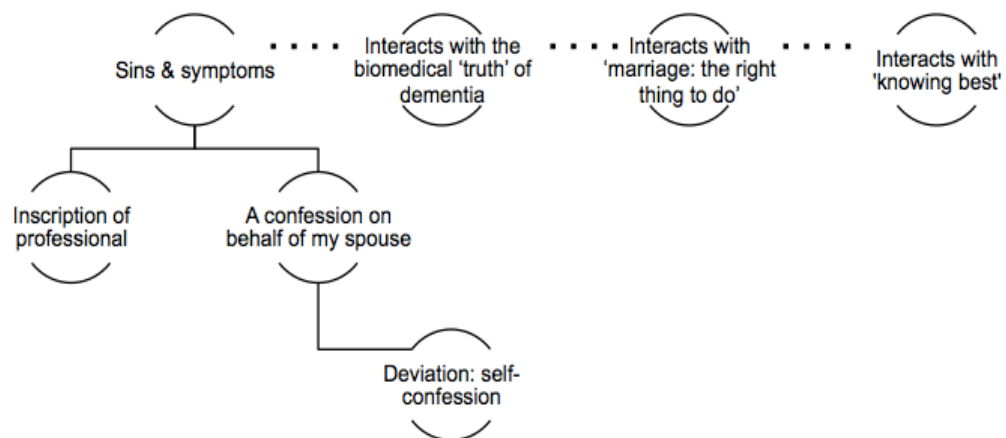 Sins & symptoms
Interacts with the
biomedical ‘truth’ of
dementia
Interacts with
‘marriage: the right
thing to do’
Interacts with
'knowing best'
Inscription of
professional
A confession on
behalf of my spouse
Deviation: self-
confession